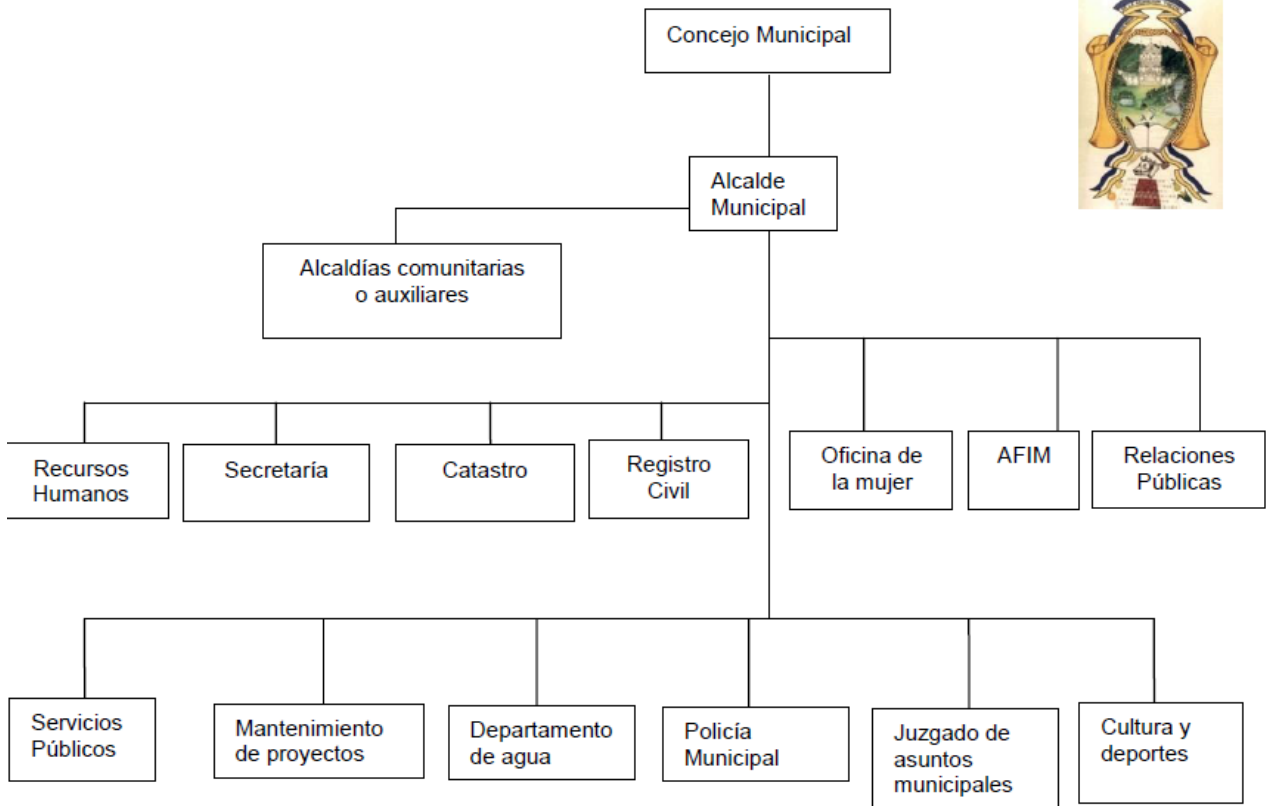 Concejo Municipal
Alcalde
Municipal
Alcaldías comunitarias
o auxiliares
Recursos
Humanos
Secretaría
Catastro
Registro
Civil
Oficina de
la mujer
AFIM
Relaciones
Públicas
Servicios
Públicos
Mantenimiento
de proyectos
Departamento
de agua
Policía
Municipal
Juzgado de
asuntos
municipales
Cultura y
deportes